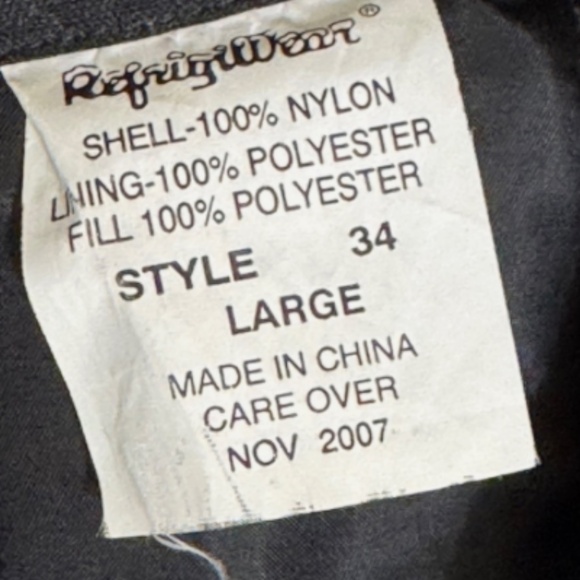 RefrigiWear®
SHELL-100% NYLON
LINING-100% POLYESTER
FILL 100% POLYESTER
STYLE 34
LARGE
MADE IN CHINA
CARE OVER
NOV 2007